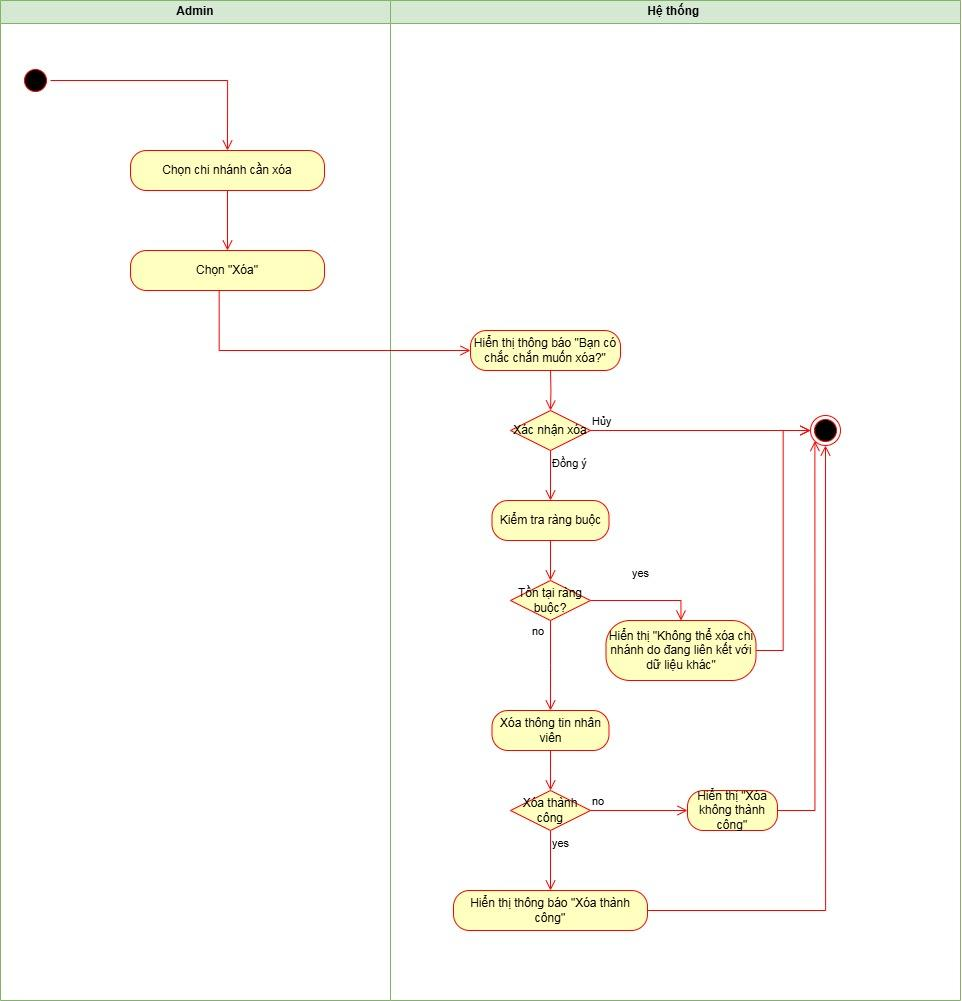 Admin
Hệ thống
Chọn chi nhánh cần xóa
Chọn "Xóa"
Hiển thị thông báo "Bạn có
chắc chắn muốn xóa?"
Xác nhận xóa
Hủy
Đồng ý
Kiểm tra ràng buộc
Tồn tại ràng
buộc?
yes
no
Hiển thị "Không thể xóa chi
nhánh do đang liên kết với
dữ liệu khác"
Xóa thông tin nhân
viên
Xóa thành
công
no
Hiển thị "Xóa
không thành
công"
yes
Hiển thị thông báo "Xóa thành
công"